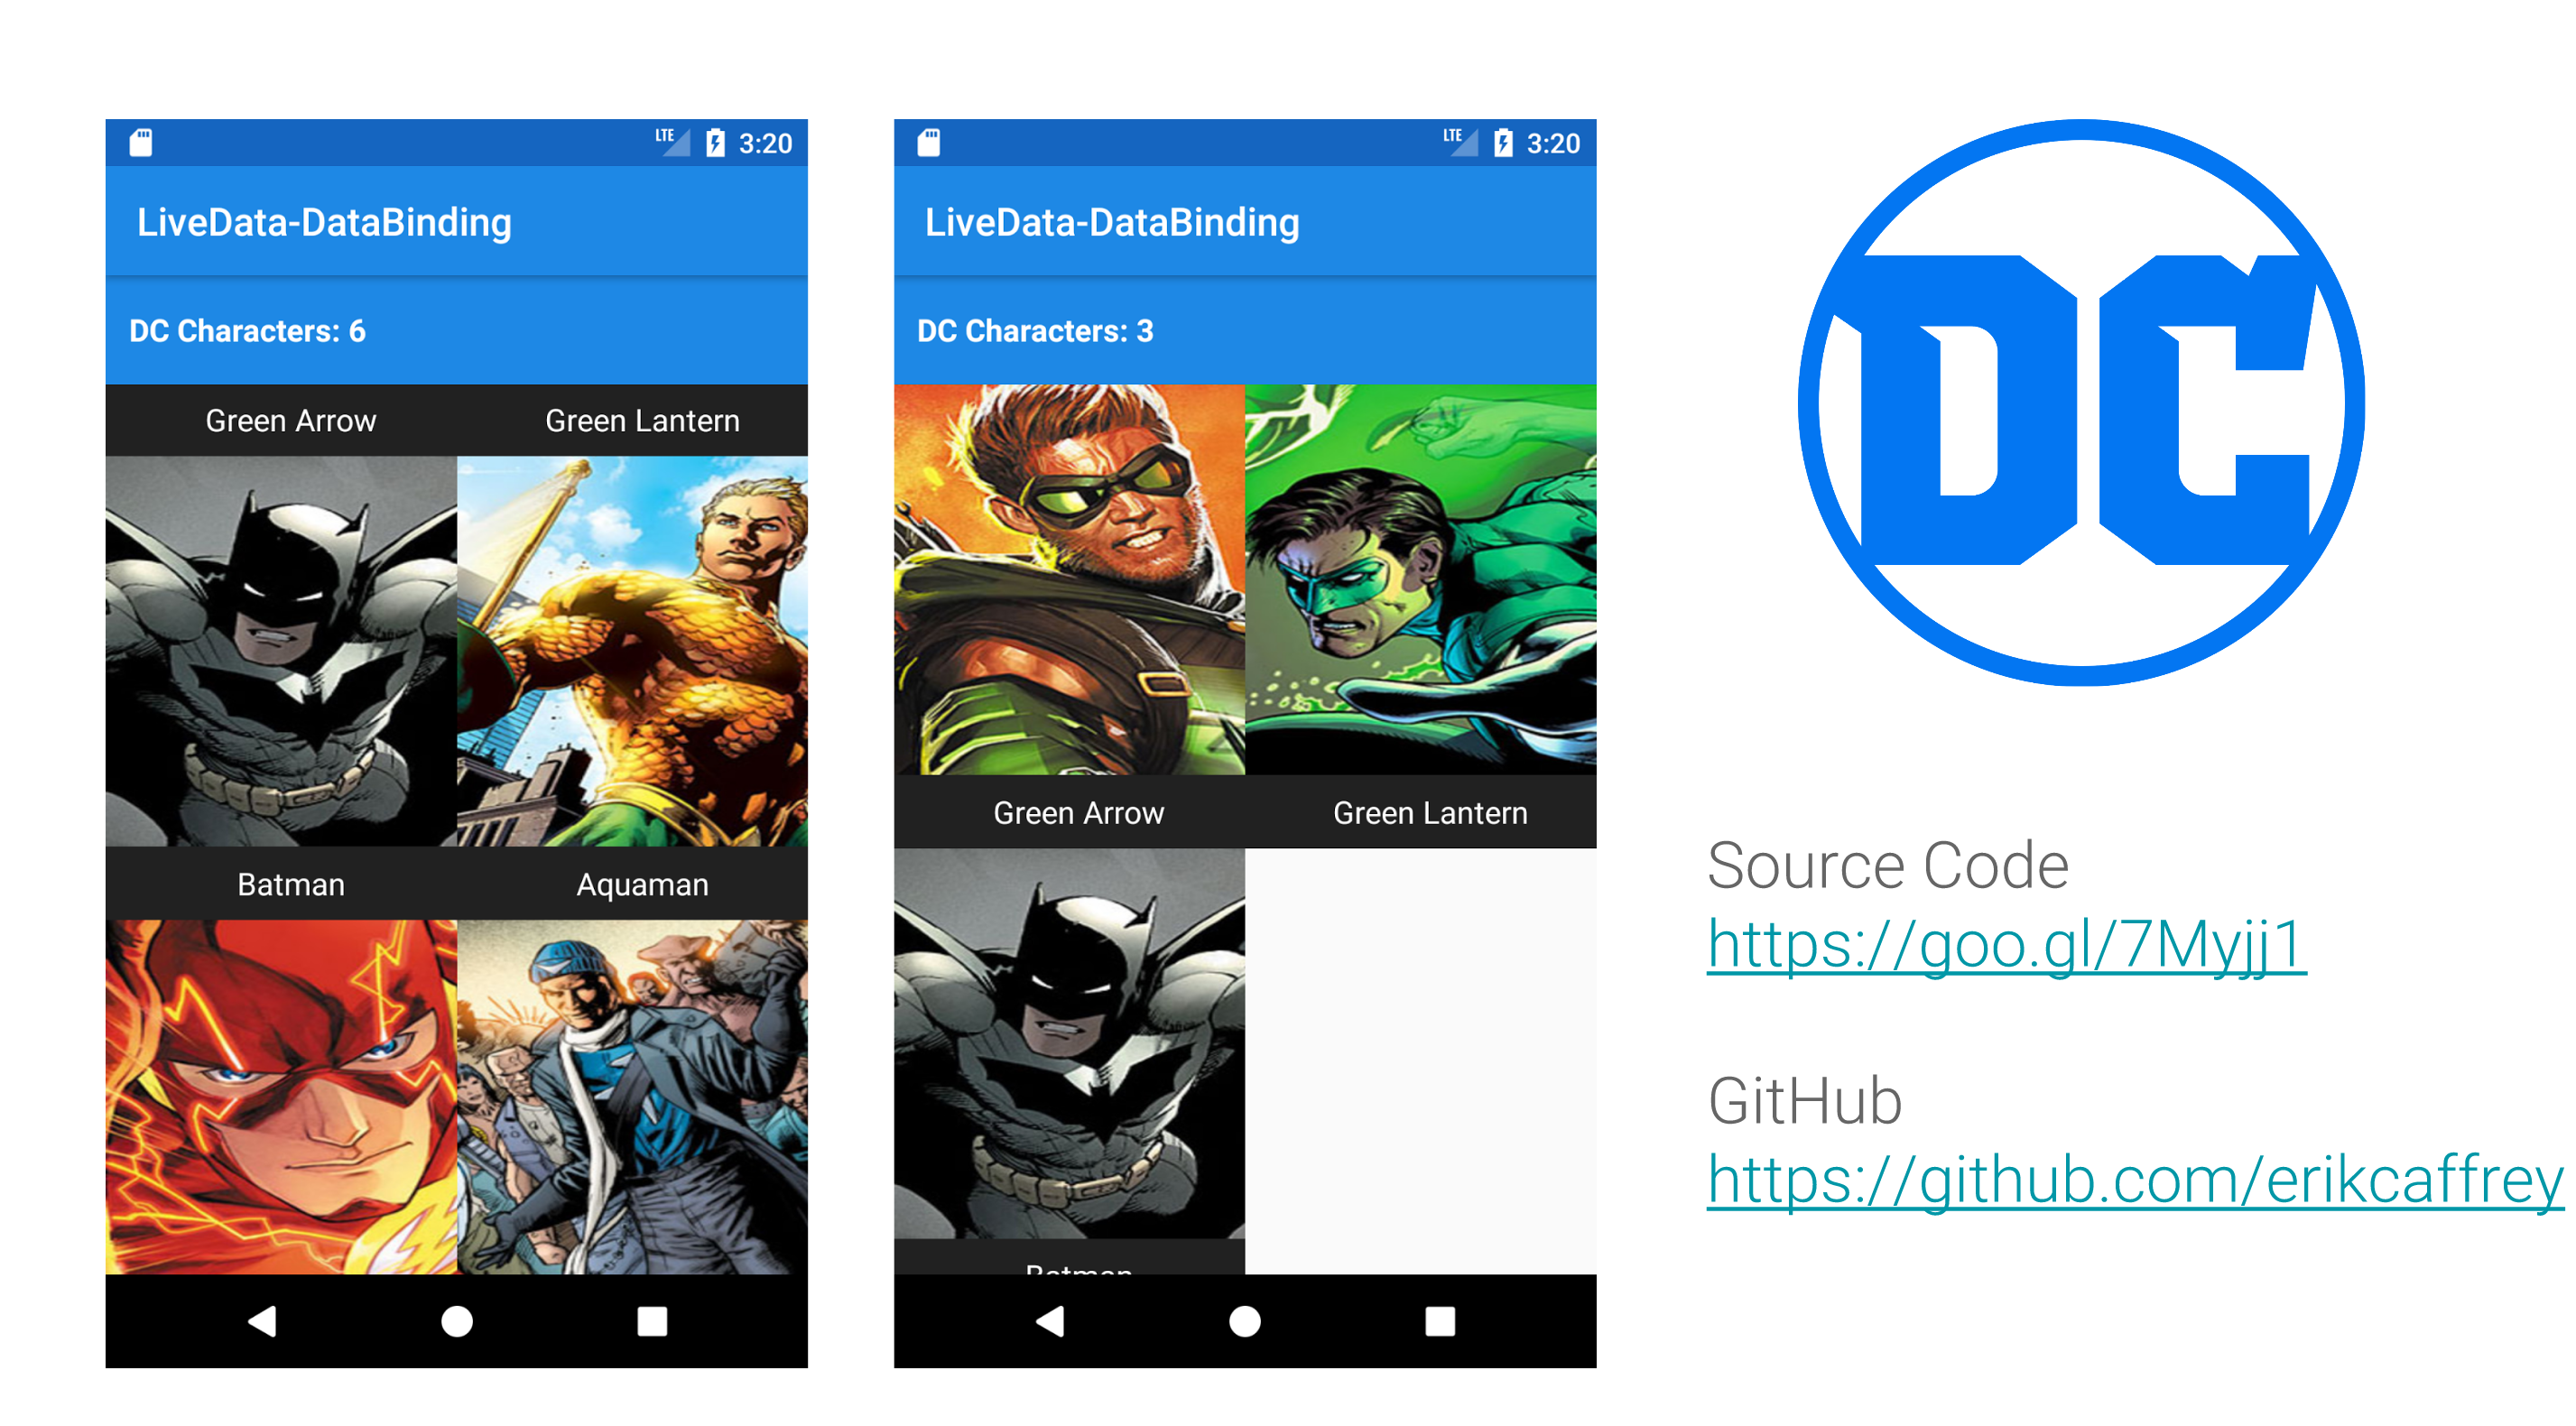 LTE 3:20
LiveData-DataBinding
DC Characters: 6
Green Arrow Green Lantern
Batman Aquaman
LTE 3:20
LiveData-DataBinding
DC Characters: 3
Green Arrow Green Lantern
Batman
DC
Source Code
https://goo.gl/7Myjj1
GitHub
https://github.com/erikcaffrey